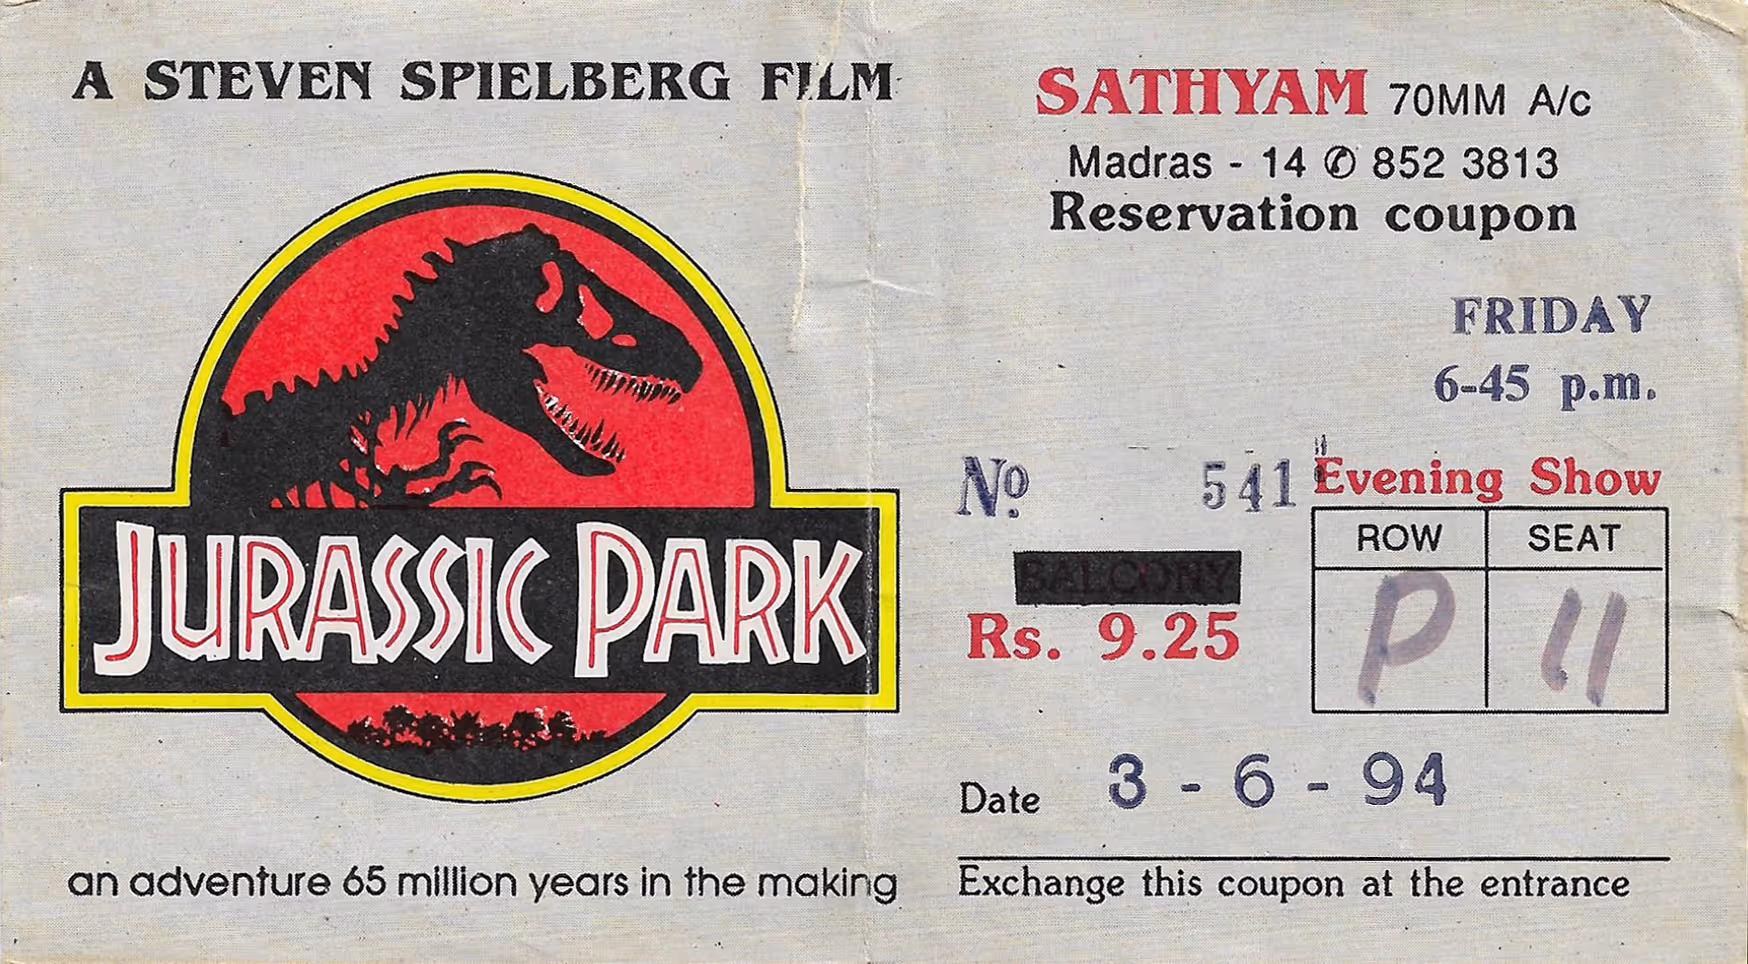 A STEVEN SPIELBERG FILM
JURASSIC PARK
an adventure 65 million years in the making
SATHYAM 70MM A/c
Madras - 14 ✆ 852 3813
Reservation coupon
FRIDAY
6-45 p.m.
Nº. 541
Evening Show
BALCONY
Rs. 9.25
ROW SEAT
P 11
Date 3 - 6 - 94
Exchange this coupon at the entrance